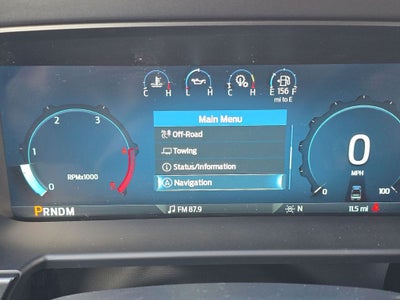 C H L H C H E 156 F
mi to E
Main Menu
Off-Road
Towing
Status/Information
Navigation
0 1 2 3
RPMx1000
0
MPH
0 100
PRNDM
FM 87.9
N
11.5 mi